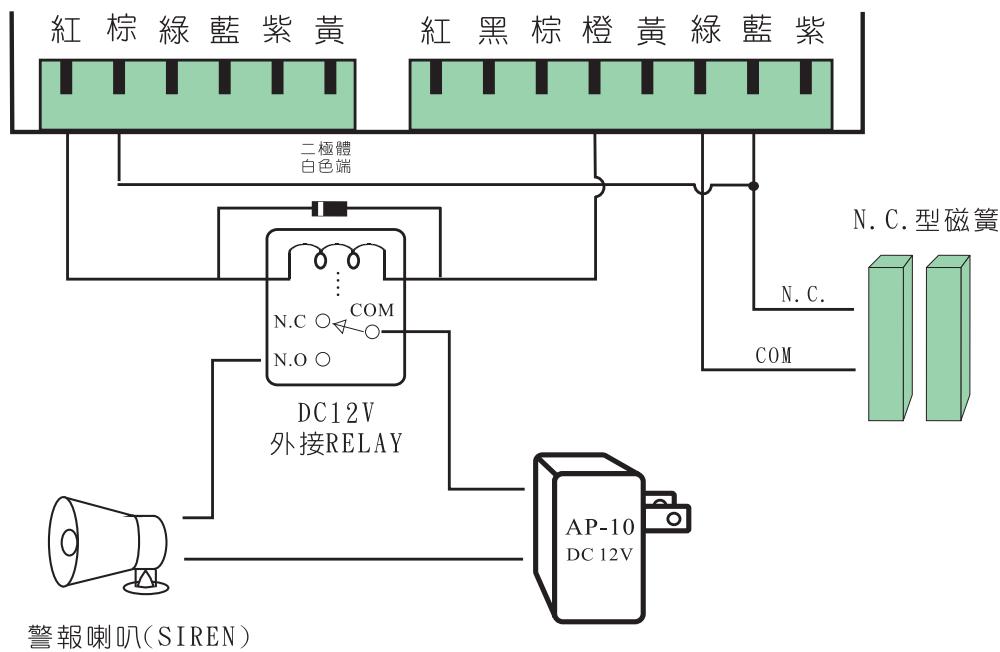 紅 棕 綠 藍 紫 黃
紅 黑 棕 橙 黃 綠 藍 紫
二極體
白色端
N.C.型磁簧
N.C.
COM
N.C
COM
N.O
DC12V
外接RELAY
AP-10
DC 12V
警報喇叭(SIREN)